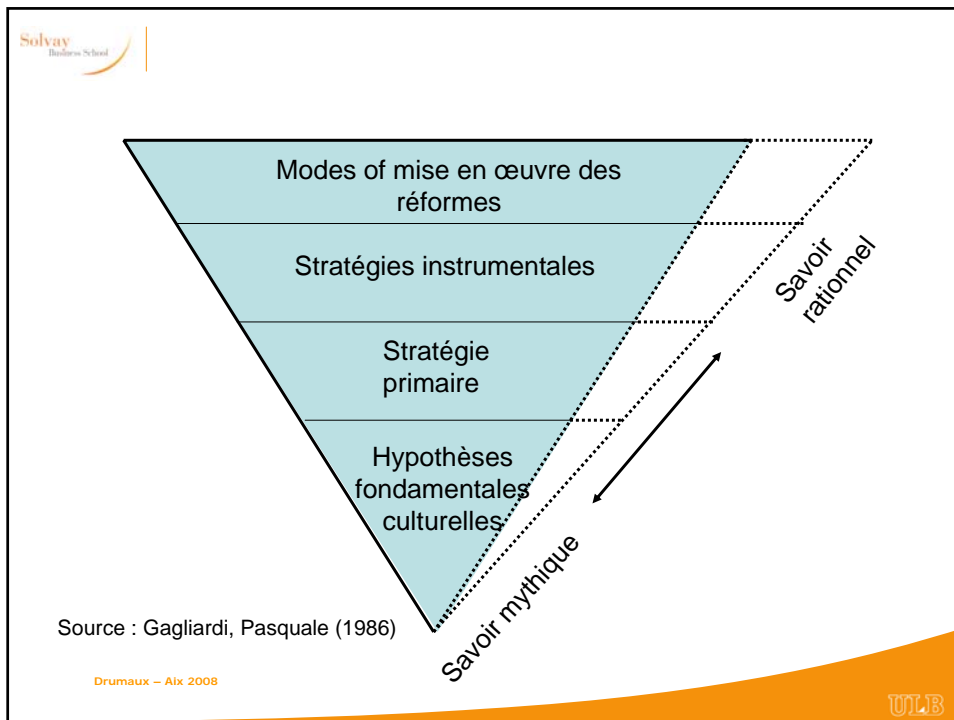 Solvay
Business School
Modes of mise en œuvre des
réformes
Stratégies instrumentales
Stratégie
primaire
Hypothèses
fondamentales
culturelles
Savoir
rationnel
Savoir mythique
Source : Gagliardi, Pasquale (1986)
Drumaux – Aix 2008
ULB